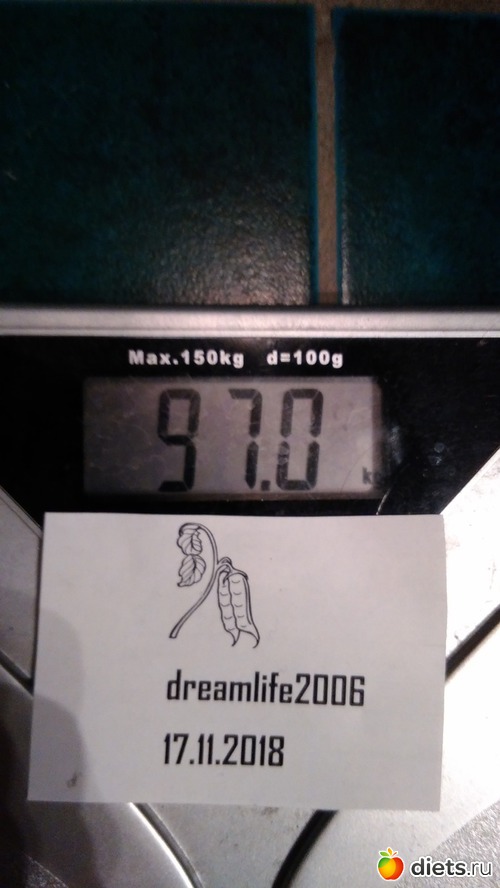 Max.150kg d=100g
97.0
kg
dreamlife2006
17.11.2018
diets.ru